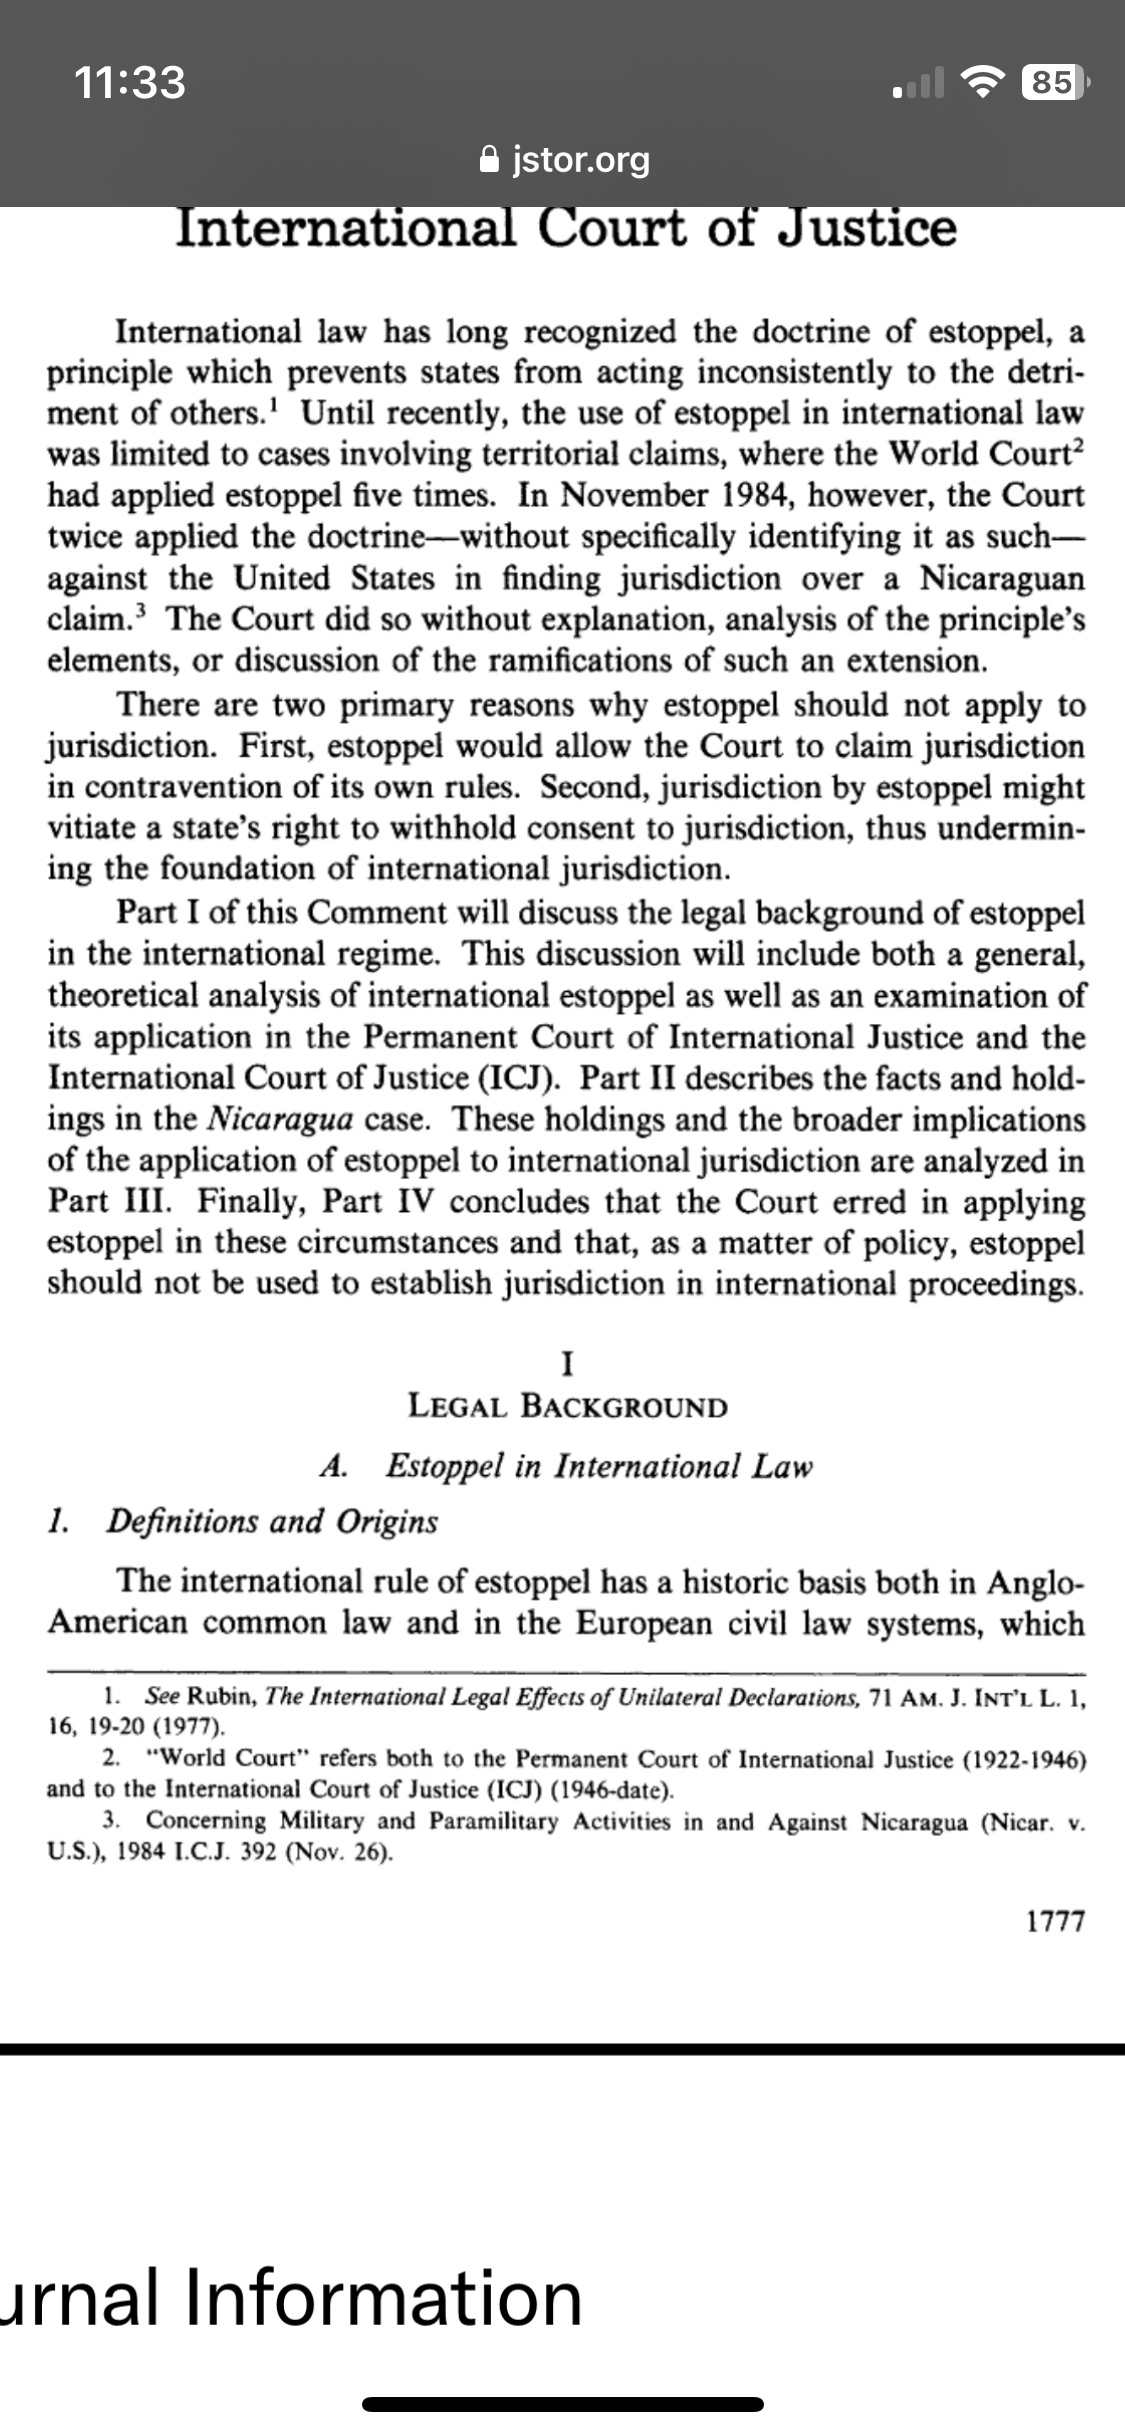 11:33
85
jstor.org
International Court of Justice
International law has long recognized the doctrine of estoppel, a
principle which prevents states from acting inconsistently to the detri-
ment of others.¹ Until recently, the use of estoppel in international law
was limited to cases involving territorial claims, where the World Court²
had applied estoppel five times. In November 1984, however, the Court
twice applied the doctrine—without specifically identifying it as such—
against the United States in finding jurisdiction over a Nicaraguan
claim.³ The Court did so without explanation, analysis of the principle's
elements, or discussion of the ramifications of such an extension.
There are two primary reasons why estoppel should not apply to
jurisdiction. First, estoppel would allow the Court to claim jurisdiction
in contravention of its own rules. Second, jurisdiction by estoppel might
vitiate a state's right to withhold consent to jurisdiction, thus undermin-
ing the foundation of international jurisdiction.
Part I of this Comment will discuss the legal background of estoppel
in the international regime. This discussion will include both a general,
theoretical analysis of international estoppel as well as an examination of
its application in the Permanent Court of International Justice and the
International Court of Justice (ICJ). Part II describes the facts and hold-
ings in the Nicaragua case. These holdings and the broader implications
of the application of estoppel to international jurisdiction are analyzed in
Part III. Finally, Part IV concludes that the Court erred in applying
estoppel in these circumstances and that, as a matter of policy, estoppel
should not be used to establish jurisdiction in international proceedings.
I
LEGAL BACKGROUND
A. Estoppel in International Law
1. Definitions and Origins
The international rule of estoppel has a historic basis both in Anglo-
American common law and in the European civil law systems, which
1. See Rubin, The International Legal Effects of Unilateral Declarations, 71 AM. J. INT'L L. 1,
16, 19-20 (1977).
2. "World Court" refers both to the Permanent Court of International Justice (1922-1946)
and to the International Court of Justice (ICJ) (1946-date).
3. Concerning Military and Paramilitary Activities in and Against Nicaragua (Nicar. v.
U.S.), 1984 I.C.J. 392 (Nov. 26).
1777
urnal Information